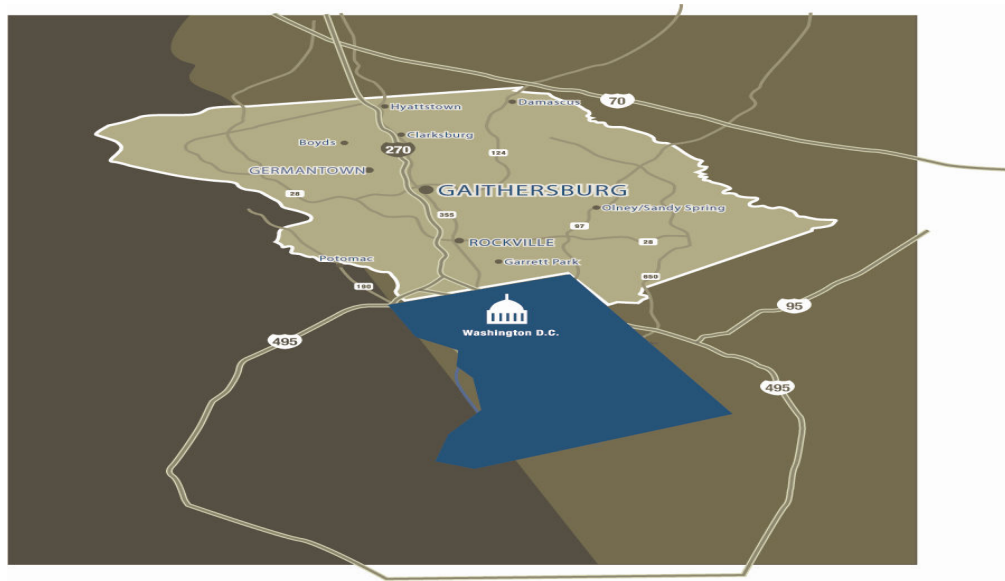 Hyattstown
Damascus
70
Clarksburg
Boyds
270
124
GERMANTOWN
GAITHERSBURG
28
355
Olney/Sandy Spring
97
ROCKVILLE
28
Potomac
Garrett Park
650
190
Washington D.C.
95
495
495